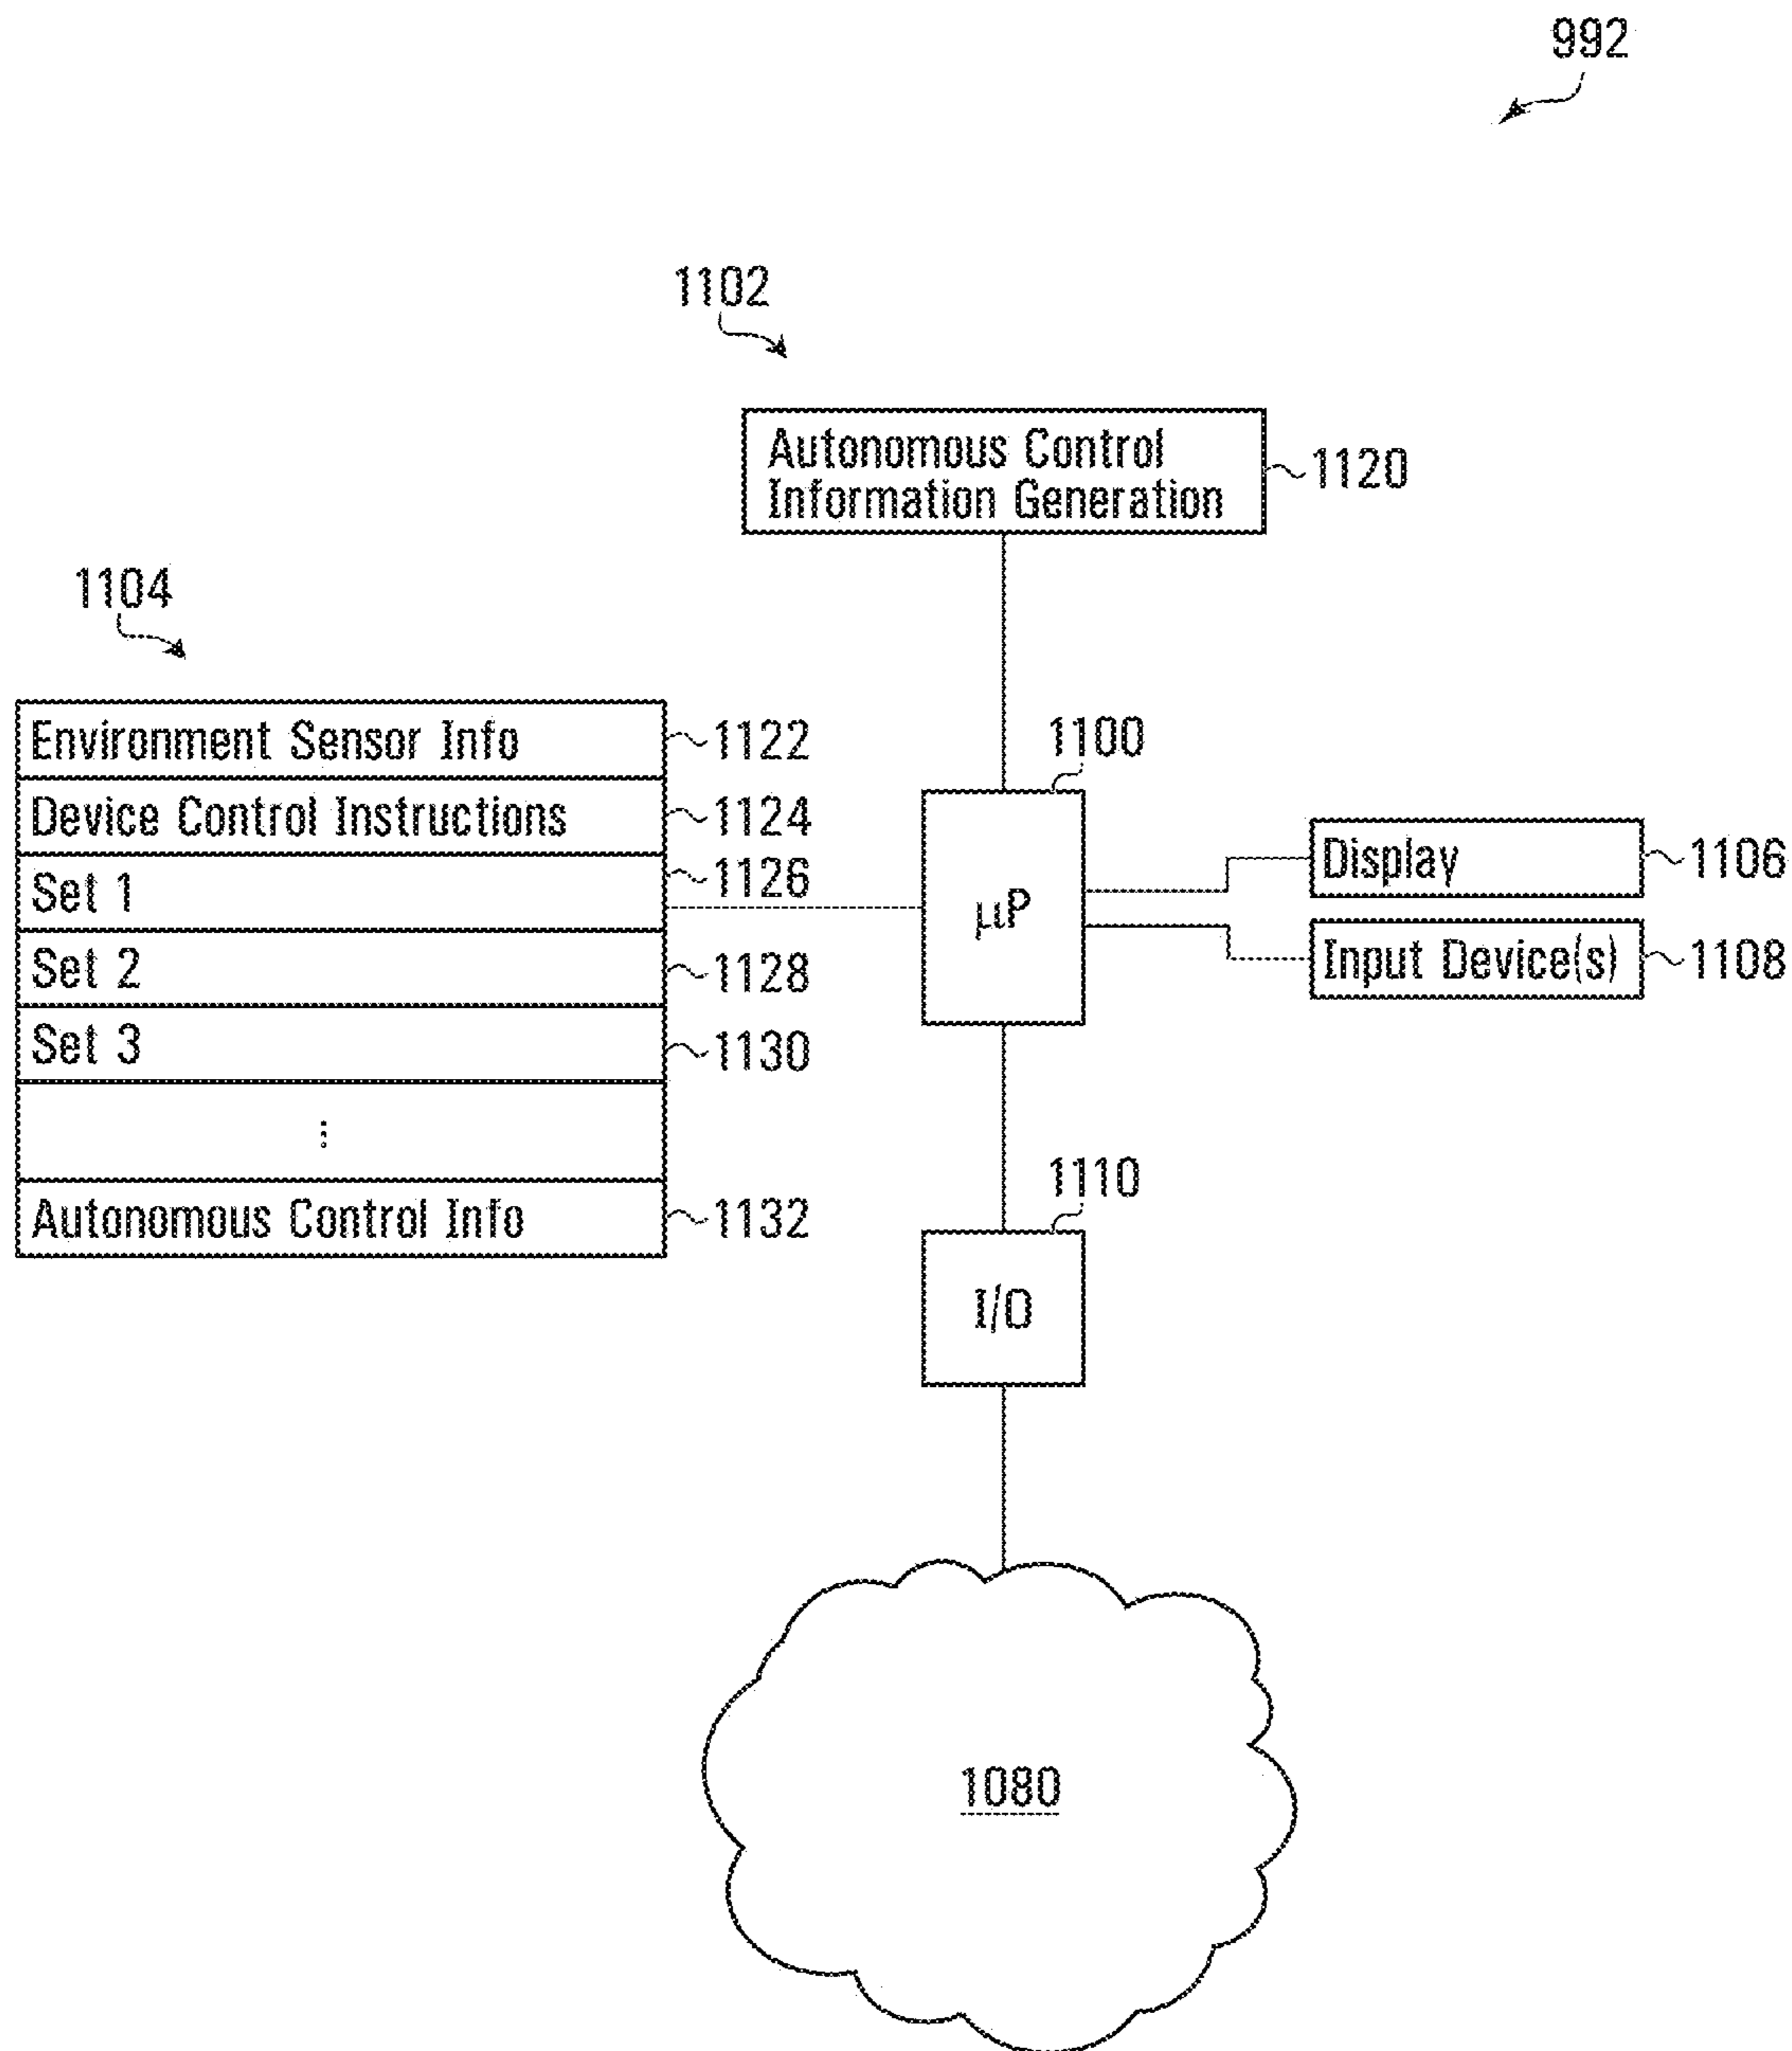 992
1102
Autonomous Control
Information Generation
1120
1104
Environment Sensor Info
1122
Device Control Instructions
1124
Set 1
1126
Set 2
1128
Set 3
1130
⋮
Autonomous Control Info
1132
1100
µP
Display
1106
Input Device(s)
1108
1110
I/O
1080